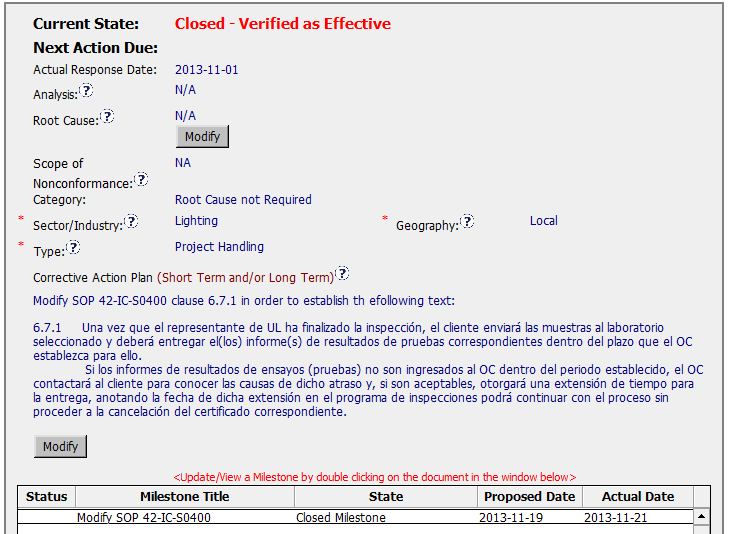 Current State: Closed - Verified as Effective
Next Action Due:
Actual Response Date: 2013-11-01
Analysis:? N/A
Root Cause:? N/A
Modify
Scope of NA
Nonconformance:?
Category: Root Cause not Required
* Sector/Industry:? Lighting * Geography:? Local
* Type:? Project Handling
Corrective Action Plan (Short Term and/or Long Term)?
Modify SOP 42-IC-S0400 clause 6.7.1 in order to establish th efollowing text:
6.7.1 Una vez que el representante de UL ha finalizado la inspección, el cliente enviará las muestras al laboratorio
seleccionado y deberá entregar el(los) informe(s) de resultados de pruebas correspondientes dentro del plazo que el OC
establezca para ello.
Si los informes de resultados de ensayos (pruebas) no son ingresados al OC dentro del periodo establecido, el OC
contactará al cliente para conocer las causas de dicho atraso y, si son aceptables, otorgará una extensión de tiempo para
la entrega, anotando la fecha de dicha extensión en el programa de inspecciones podrá continuar con el proceso sin
proceder a la cancelación del certificado correspondiente.
Modify
<Update/View a Milestone by double clicking on the document in the window below>
Status Milestone Title State Proposed Date Actual Date
Modify SOP 42-IC-S0400 Closed Milestone 2013-11-19 2013-11-21